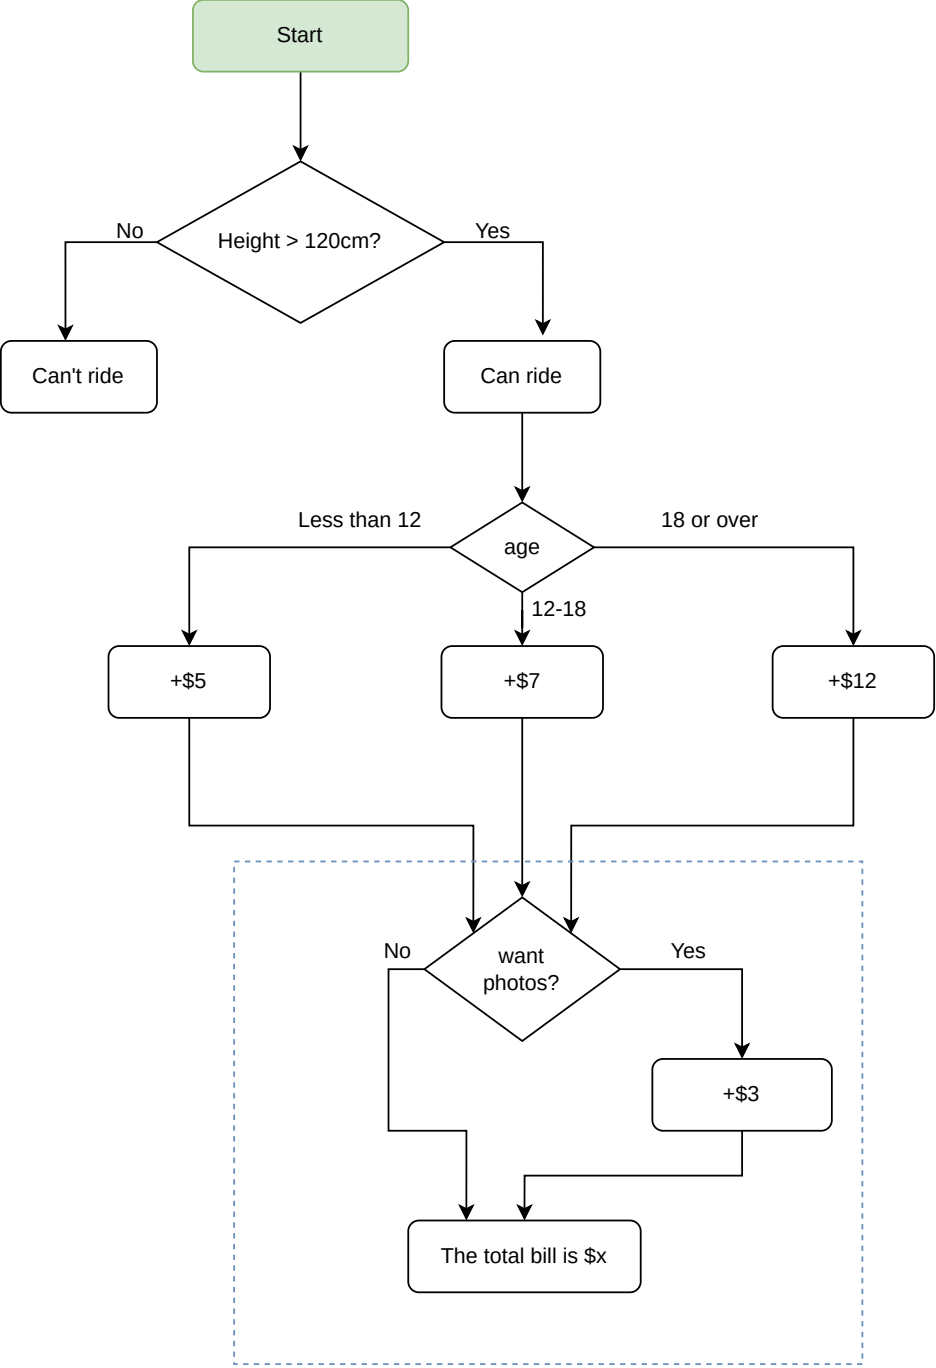 Start
Height > 120cm?
No
Yes
Can't ride
Can ride
Less than 12
age
18 or over
12-18
+$5
+$7
+$12
No
want
photos?
Yes
+$3
The total bill is $x